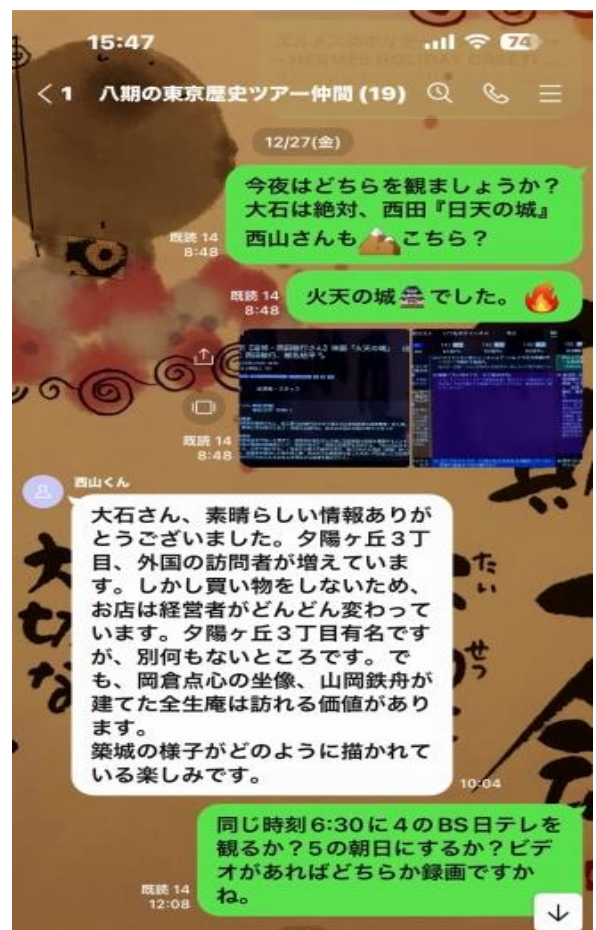 15:47
74
< 1 八期の東京歴史ツアー仲間 (19)
12/27(金)
今夜はどちらを観ましょうか?
大石は絶対、西田『日天の城』
西山さんも🌋こちら?
既読 14
8:48
火天の城🏯でした。🔥
既読 14
8:48
既読 14
8:48
西山くん
大石さん、素晴らしい情報ありが
とうございました。夕陽ヶ丘3丁
目、外国の訪問者が増えていま
す。しかし買い物をしないため、
お店は経営者がどんどん変わって
います。夕陽ヶ丘3丁目有名です
が、別何もないところです。で
も、岡倉点心の坐像、山岡鉄舟が
建てた全生庵は訪れる価値があり
ます。
築城の様子がどのように描かれて
いる楽しみです。
10:04
たい
せつ
大切な
同じ時刻6:30に4のBS日テレを
観るか?5の朝日にするか?ビデ
オがあればどちらか録画ですか
ね。
既読 14
12:08